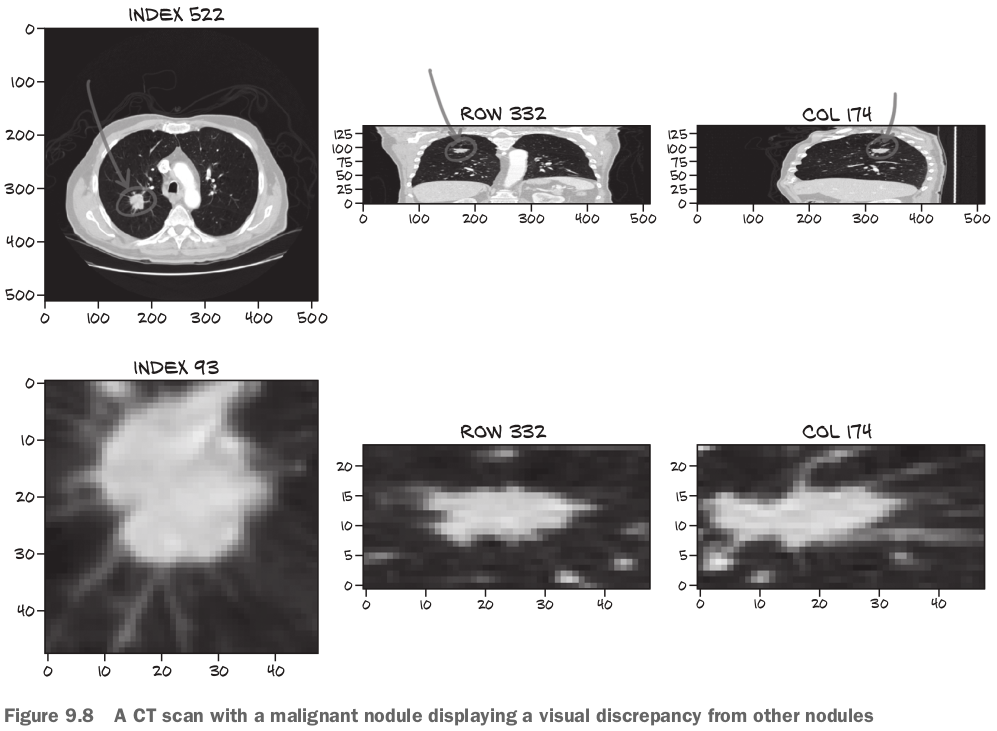 INDEX 522
0
100
200
300
400
500
0 100 200 300 400 500
ROW 332
125
100
75
50
25
0
0 100 200 300 400 500
COL 174
125
100
75
50
25
0
0 100 200 300 400 500
INDEX 93
0
10
20
30
40
0 10 20 30 40
ROW 332
20
15
10
5
0
0 10 20 30 40
COL 174
20
15
10
5
0
0 10 20 30 40
Figure 9.8 A CT scan with a malignant nodule displaying a visual discrepancy from other nodules